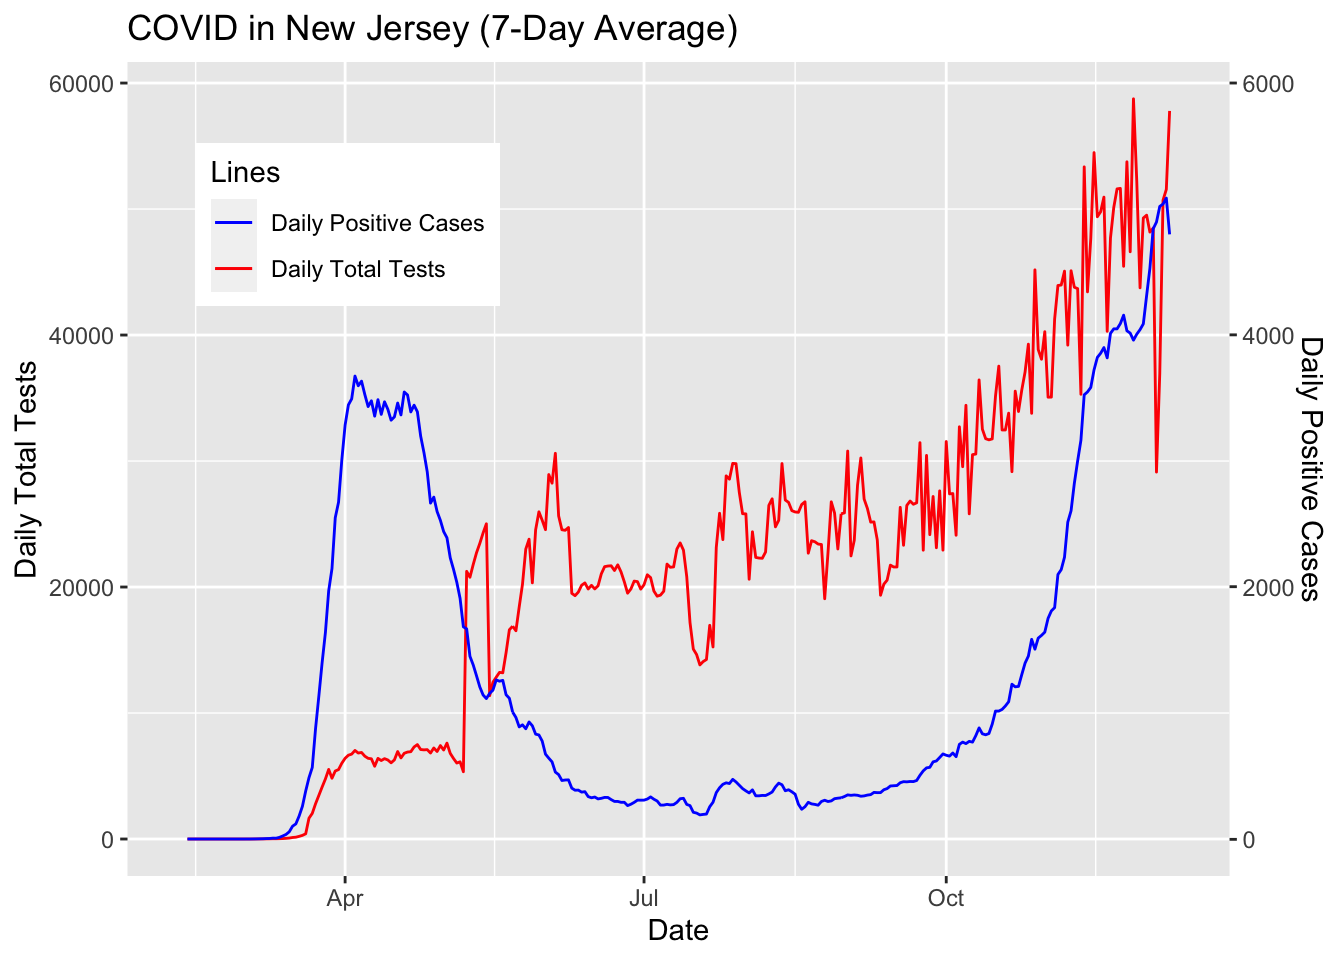 COVID in New Jersey (7-Day Average)
60000
40000
20000
0
6000
4000
2000
0
Daily Total Tests
Daily Positive Cases
Lines
Daily Positive Cases
Daily Total Tests
Apr
Jul
Oct
Date